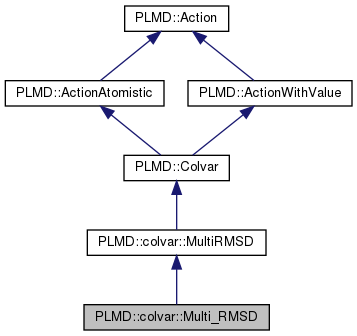 PLMD::Action
PLMD::ActionAtomistic
PLMD::ActionWithValue
PLMD::Colvar
PLMD::colvar::MultiRMSD
PLMD::colvar::Multi_RMSD